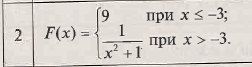 2 F(x) = { 9 при x ≤ –3;
1/(x² + 1) при x > –3.